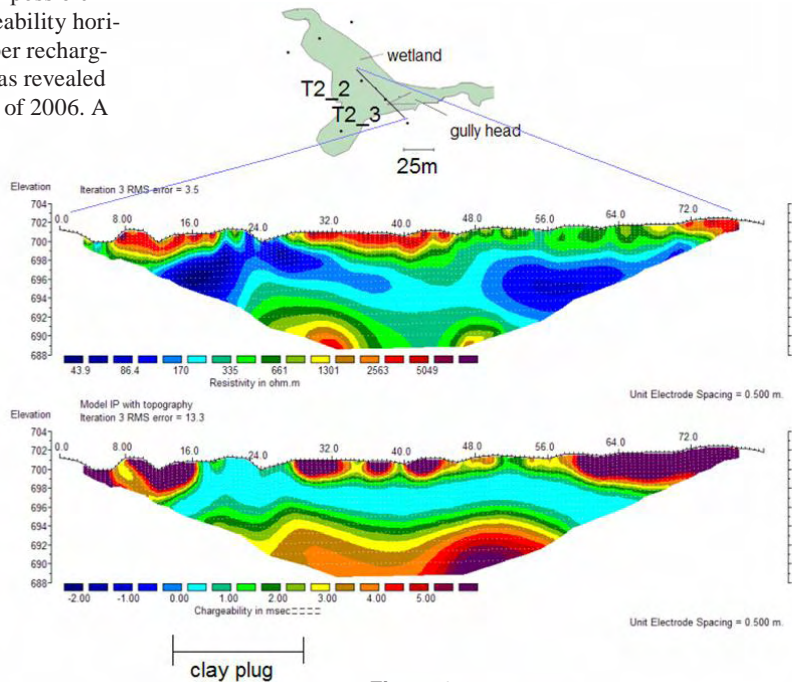 eability hori-
per recharg-
as revealed
of 2006. A
wetland
T2_2
T2_3
gully head
25m
Elevation
Iteration 3 RMS error = 3.5
704
702
700
698
696
694
692
690
688
0.0 8.00 16.0 24.0 32.0 40.0 48.0 56.0 64.0 72.0
43.9 86.4 170 335 661 1301 2563 5049
Resistivity in ohm.m
Unit Electrode Spacing = 0.500 m.
Model IP with topography
Elevation
Iteration 3 RMS error = 13.3
704
702
700
698
696
694
692
690
688
0.0 8.00 16.0 24.0 32.0 40.0 48.0 56.0 64.0 72.0
-2.00 -1.00 0.00 1.00 2.00 3.00 4.00 5.00
Chargeability in msec
Unit Electrode Spacing = 0.500 m.
clay plug